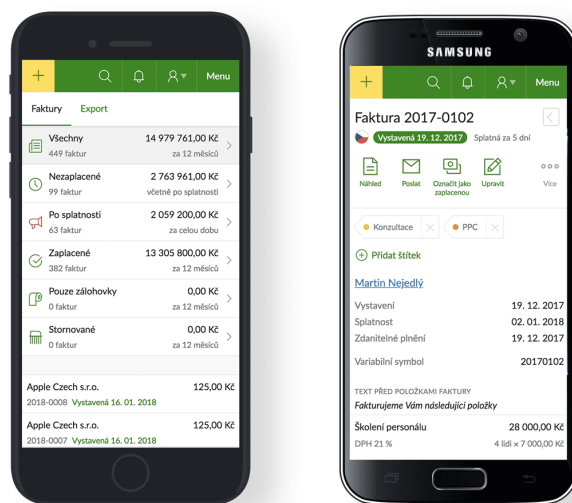 Menu
Faktury Export
Všechny 14 979 761,00 Kč
449 faktur za 12 měsíců
Nezaplacené 2 763 961,00 Kč
99 faktur včetně po splatnosti
Po splatnosti 2 059 200,00 Kč
63 faktur za celou dobu
Zaplacené 13 305 800,00 Kč
382 faktur za 12 měsíců
Pouze zálohovky 0,00 Kč
0 faktur za 12 měsíců
Stornované 0,00 Kč
0 faktur za 12 měsíců
Apple Czech s.r.o. 125,00 Kč
2018-0008 Vystavená 16. 01. 2018
Apple Czech s.r.o. 125,00 Kč
2018-0007 Vystavená 16. 01. 2018
SAMSUNG
Menu
Faktura 2017-0102
Vystavená 19. 12. 2017 Splatná za 5 dní
Náhled Poslat Označit jako zaplacenou Upravit Více
Konzultace PPC
Přidat štítek
Martin Nejedlý
Vystavení 19. 12. 2017
Splatnost 02. 01. 2018
Zdanitelné plnění 19. 12. 2017
Variabilní symbol 20170102
TEXT PŘED POLOŽKAMI FAKTURY
Fakturujeme Vám následující položky
Školení personálu 28 000,00 Kč
DPH 21 % 4 lidi x 7 000,00 Kč